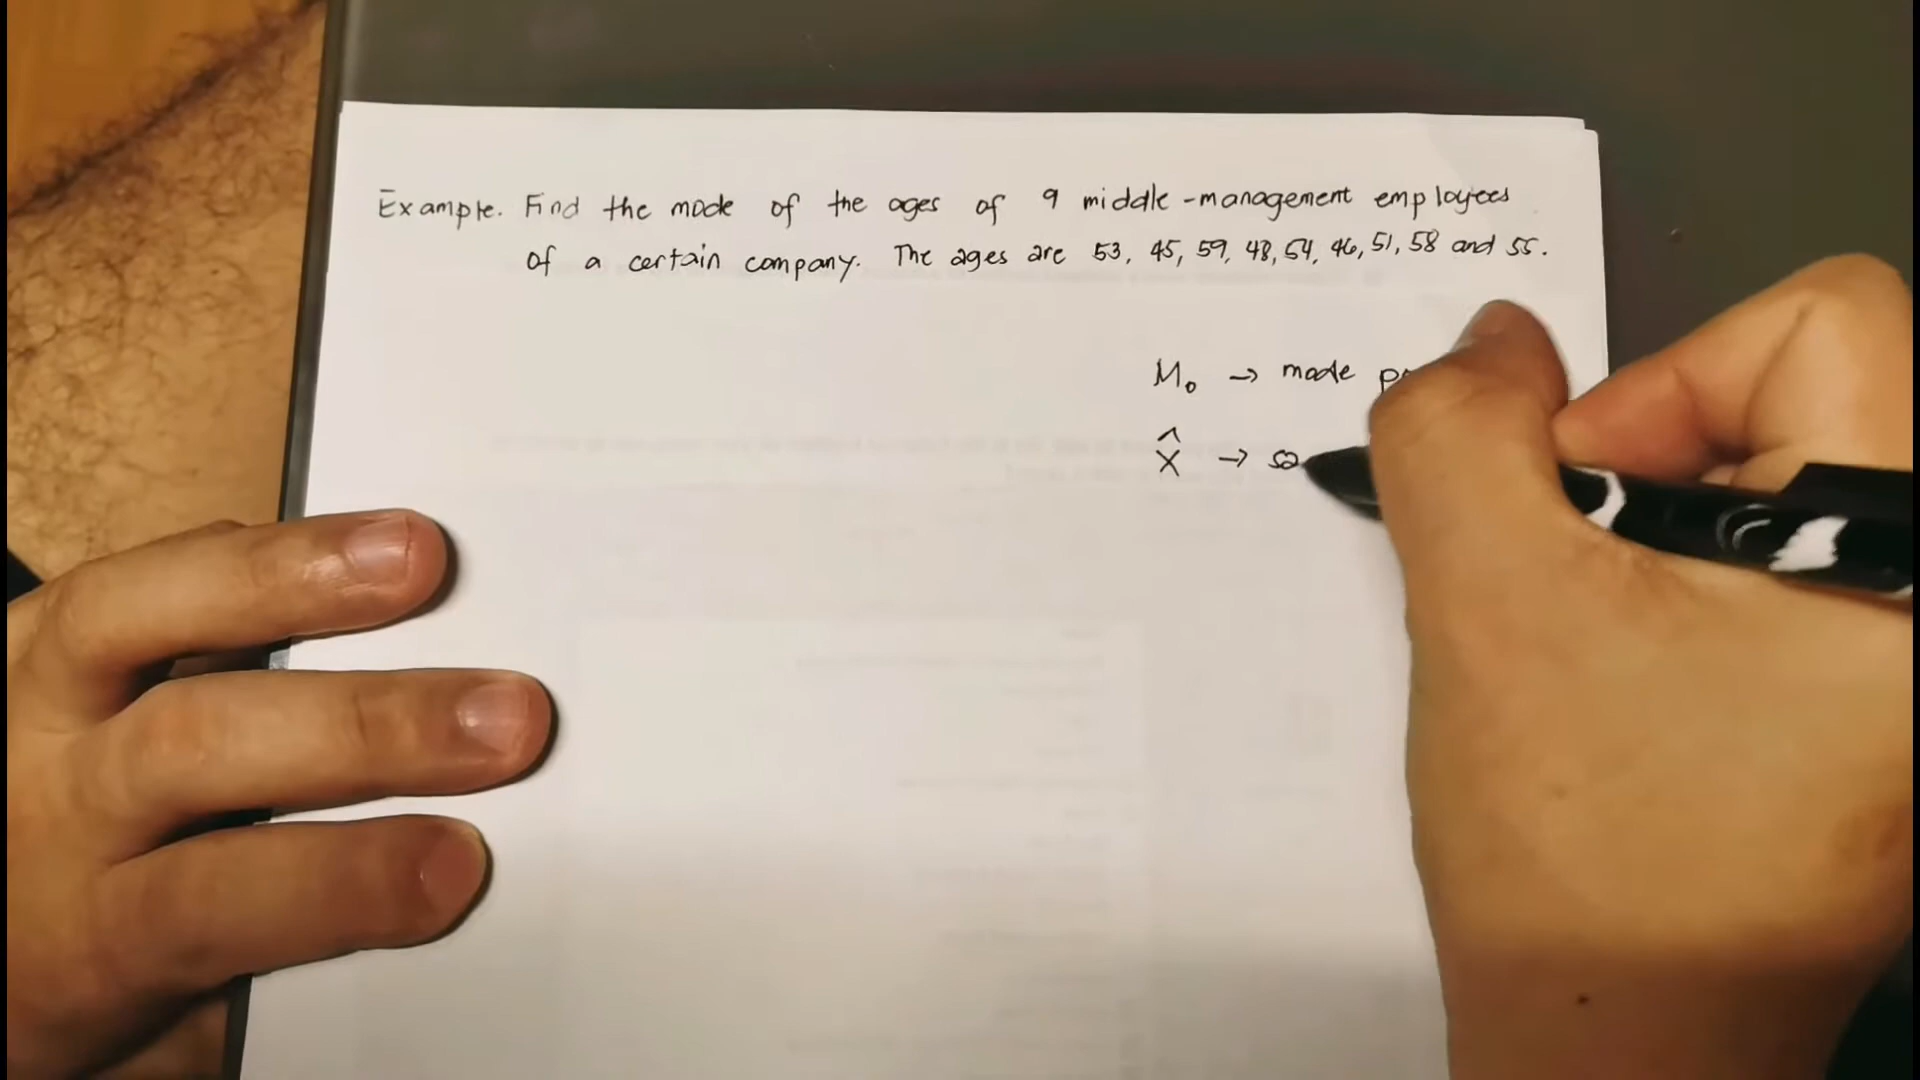 Example. Find the mode of the ages of 9 middle-management employees
of a certain company. The ages are 53, 45, 59, 48, 54, 46, 51, 58 and 55.
M₀ → mode
X̂ → sa